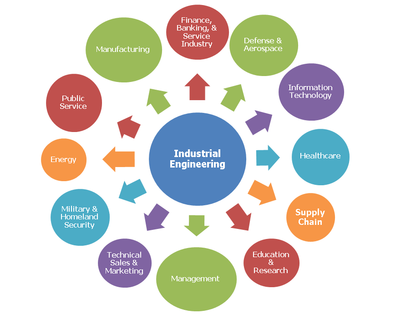 Finance,
Banking, &
Service
Industry
Defense &
Aerospace
Information
Technology
Healthcare
Supply
Chain
Education
& Research
Management
Technical
Sales &
Marketing
Military &
Homeland
Security
Energy
Public
Service
Manufacturing
Industrial
Engineering